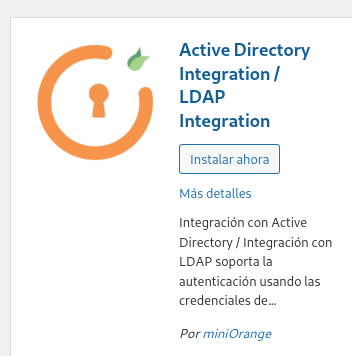 Active Directory
Integration /
LDAP
Integration
Instalar ahora
Más detalles
Integración con Active
Directory / Integración con
LDAP soporta la
autenticación usando las
credenciales de...
Por miniOrange